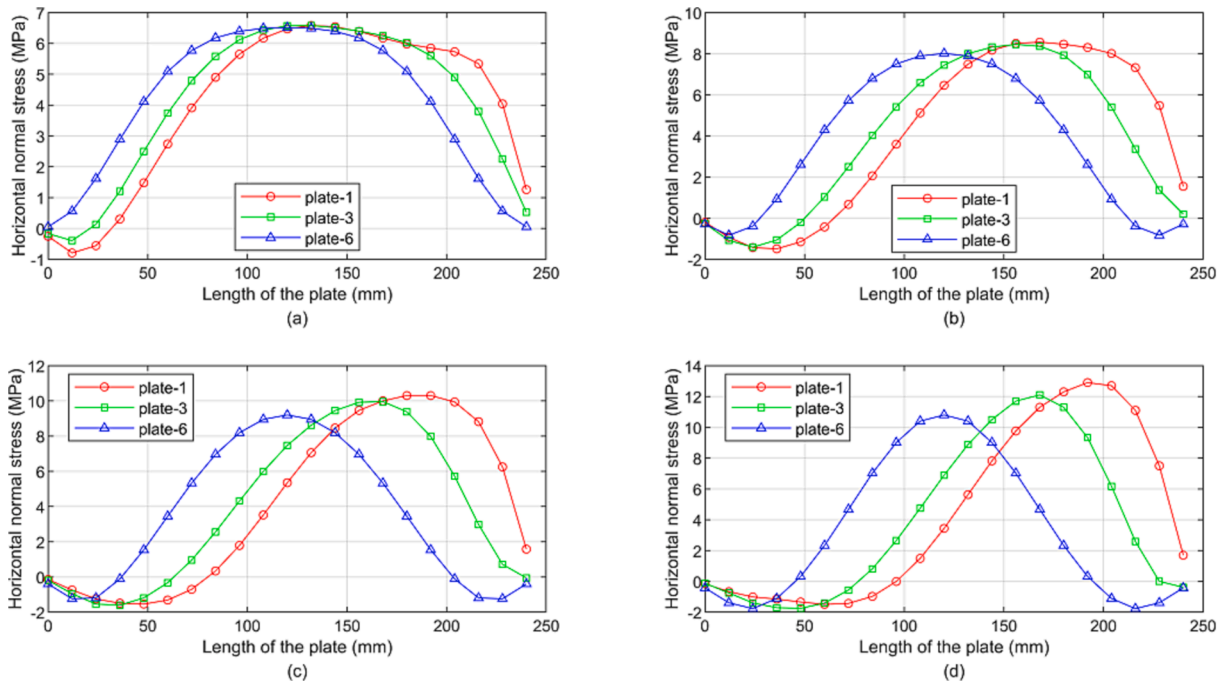 Horizontal normal stress (MPa)
7
6
5
4
3
2
1
0
-1
plate-1
plate-3
plate-6
0 50 100 150 200 250
Length of the plate (mm)
(a)
Horizontal normal stress (MPa)
10
8
6
4
2
0
-2
plate-1
plate-3
plate-6
0 50 100 150 200 250
Length of the plate (mm)
(b)
Horizontal normal stress (MPa)
12
10
8
6
4
2
0
-2
plate-1
plate-3
plate-6
0 50 100 150 200 250
Length of the plate (mm)
(c)
Horizontal normal stress (MPa)
14
12
10
8
6
4
2
0
-2
plate-1
plate-3
plate-6
0 50 100 150 200 250
Length of the plate (mm)
(d)